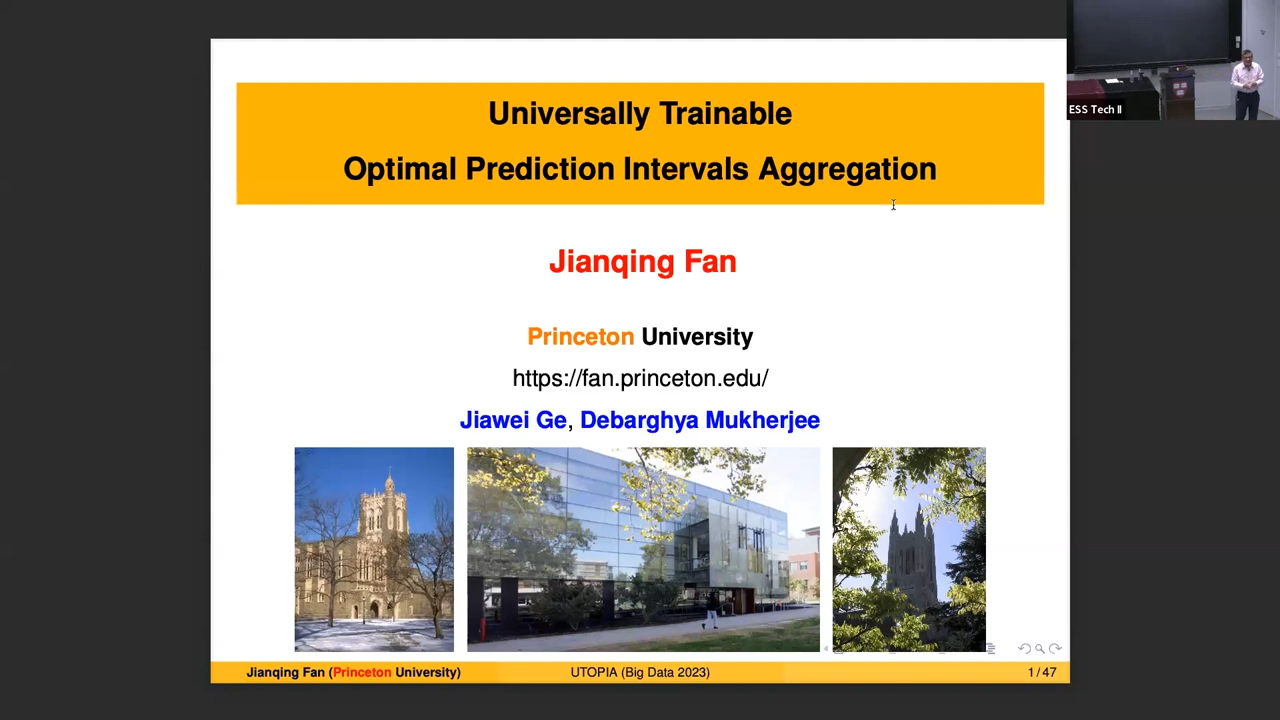 Universally Trainable
Optimal Prediction Intervals Aggregation
Jianqing Fan
Princeton University
https://fan.princeton.edu/
Jiawei Ge, Debarghya Mukherjee
Jianqing Fan (Princeton University)
UTOPIA (Big Data 2023)
1 / 47
ESS Tech II